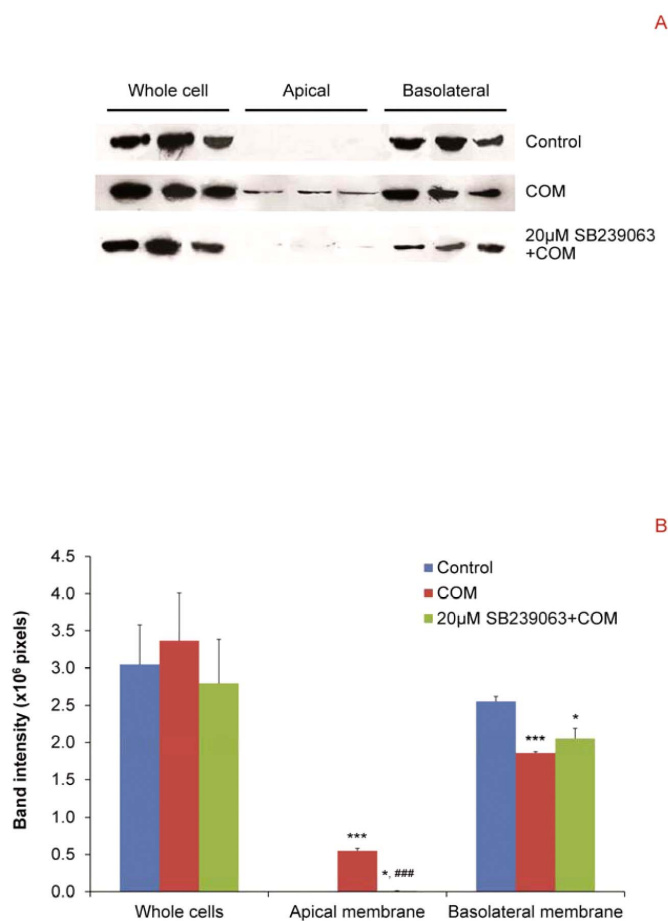 A
Whole cell Apical Basolateral
Control
COM
20µM SB239063
+COM
B
4.5
4.0
3.5
3.0
2.5
2.0
1.5
1.0
0.5
0.0
Band intensity (x10⁶ pixels)
Control
COM
20µM SB239063+COM
***
*, ###
***
*
Whole cells Apical membrane Basolateral membrane